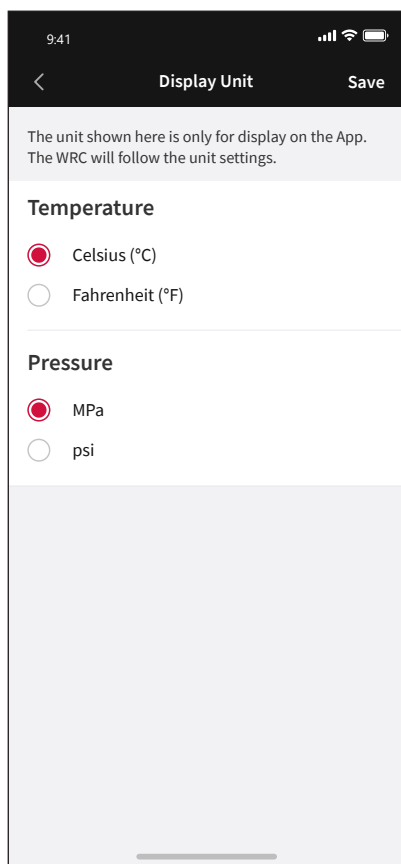 9:41
Display Unit
Save
The unit shown here is only for display on the App.
The WRC will follow the unit settings.
Temperature
Celsius (°C)
Fahrenheit (°F)
Pressure
MPa
psi